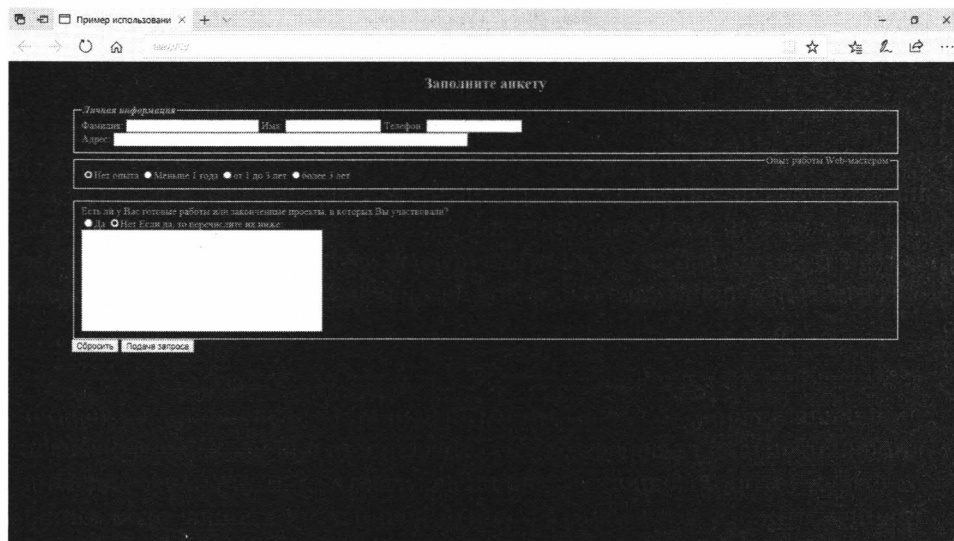 Пример использовани
Заполните анкету
Личная информация
Фамилия: Имя: Телефон:
Адрес:
Опыт работы Web-мастером
Нет опыта Меньше 1 года от 1 до 3 лет более 3 лет
Есть ли у Вас готовые работы или законченные проекты, в которых Вы участвовали?
Да Нет Если да, то перечислите их ниже
Сбросить Подача запроса